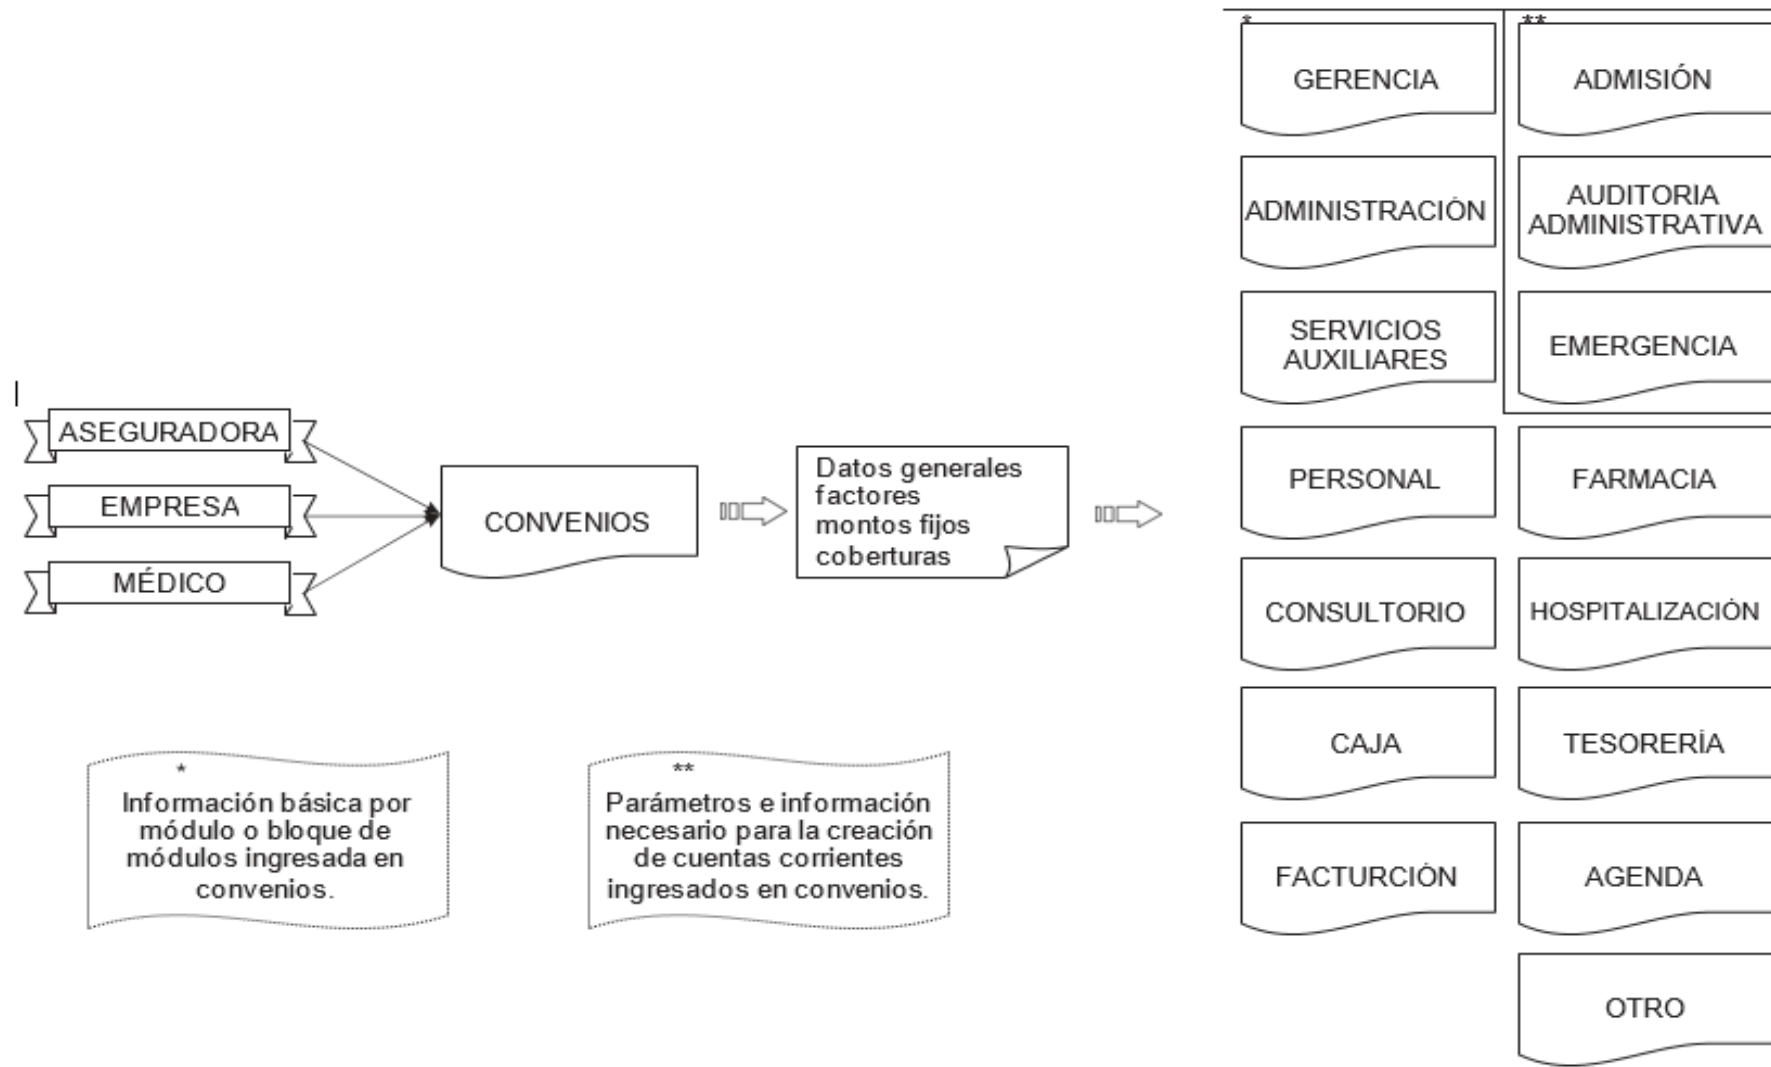 ASEGURADORA
EMPRESA
MÉDICO
CONVENIOS
Datos generales
factores
montos fijos
coberturas
*
Información básica por
módulo o bloque de
módulos ingresada en
convenios.
**
Parámetros e información
necesario para la creación
de cuentas corrientes
ingresados en convenios.
*
**
GERENCIA
ADMISIÓN
ADMINISTRACIÓN
AUDITORIA
ADMINISTRATIVA
SERVICIOS
AUXILIARES
EMERGENCIA
PERSONAL
FARMACIA
CONSULTORIO
HOSPITALIZACIÓN
CAJA
TESORERÍA
FACTURCIÓN
AGENDA
OTRO